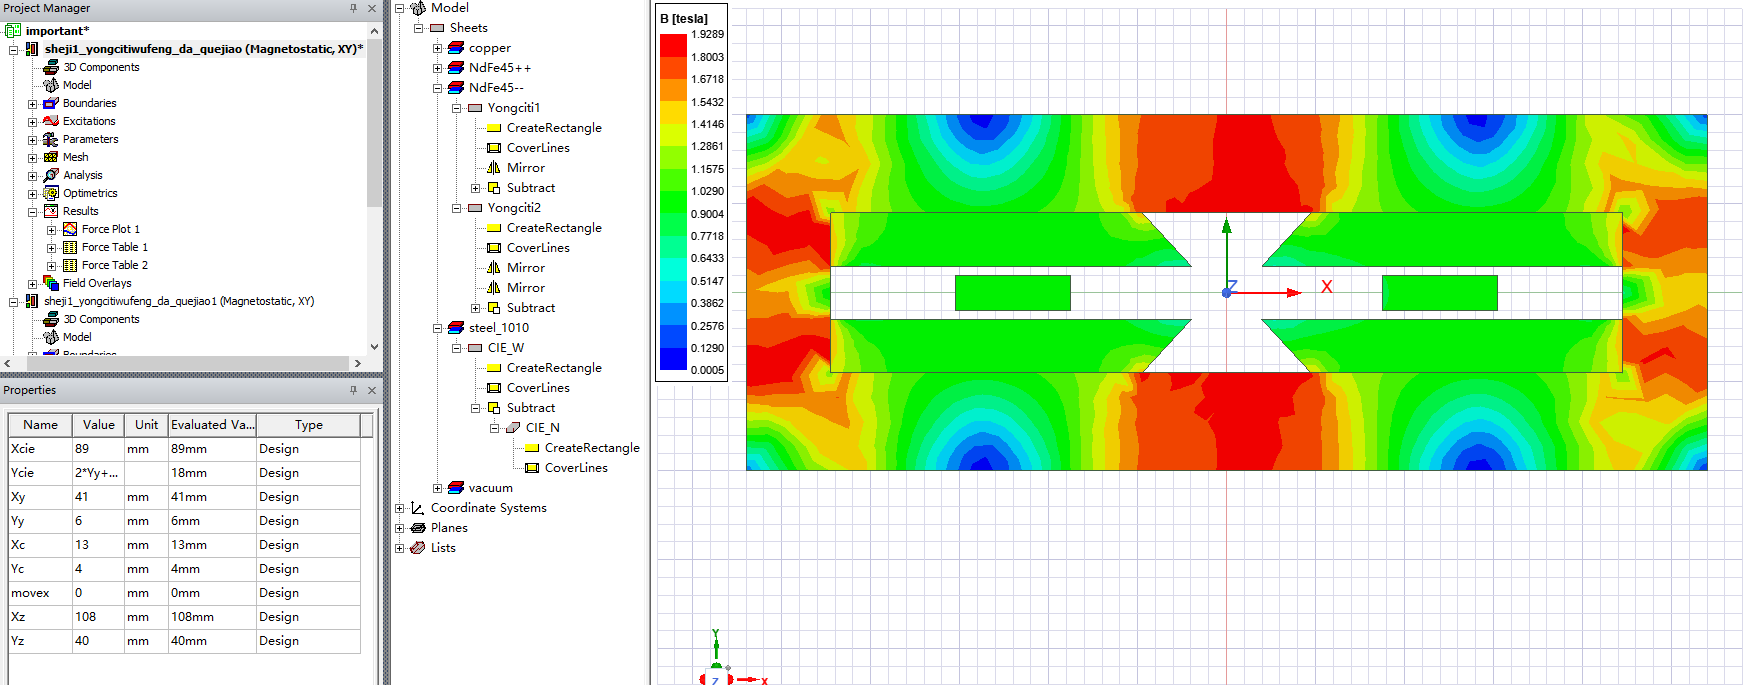 Project Manager
important*
sheji1_yongcitiwufeng_da_quejiao (Magnetostatic, XY)*
3D Components
Model
Boundaries
Excitations
Parameters
Mesh
Analysis
Optimetrics
Results
Force Plot 1
Force Table 1
Force Table 2
Field Overlays
sheji1_yongcitiwufeng_da_quejiao1 (Magnetostatic, XY)
3D Components
Model
Boundaries
Properties
Name Value Unit Evaluated Va... Type
Xcie 89 mm 89mm Design
Ycie 2*Yy+... 18mm Design
Xy 41 mm 41mm Design
Yy 6 mm 6mm Design
Xc 13 mm 13mm Design
Yc 4 mm 4mm Design
movex 0 mm 0mm Design
Xz 108 mm 108mm Design
Yz 40 mm 40mm Design
Model
Sheets
copper
NdFe45++
NdFe45--
Yongciti1
CreateRectangle
CoverLines
Mirror
Subtract
Yongciti2
CreateRectangle
CoverLines
Mirror
Mirror
Subtract
steel_1010
CIE_W
CreateRectangle
CoverLines
Subtract
CIE_N
CreateRectangle
CoverLines
vacuum
Coordinate Systems
Planes
Lists
B [tesla]
1.9289
1.8003
1.6718
1.5432
1.4146
1.2861
1.1575
1.0290
0.9004
0.7718
0.6433
0.5147
0.3862
0.2576
0.1290
0.0005
Z
X
Y
Z
X